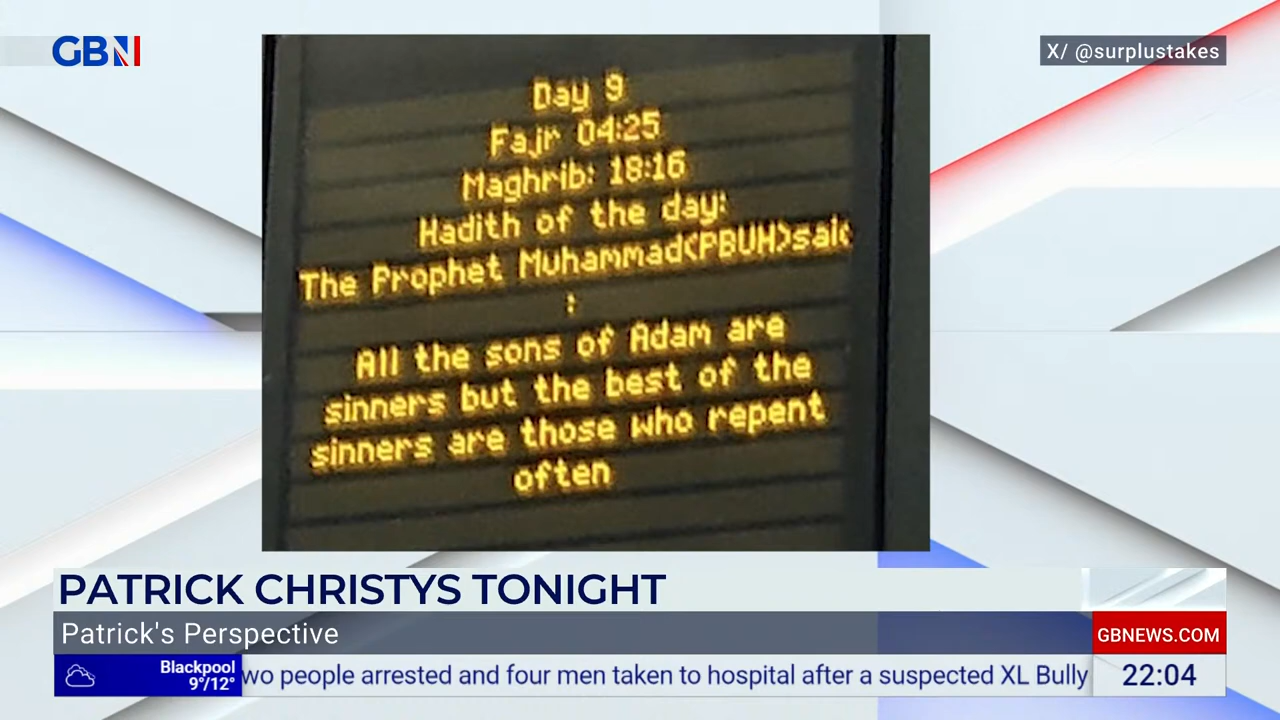 GBN
X/ @surplustakes
Day 9
Fajr 04:25
Maghrib: 18:16
Hadith of the day:
The Prophet Muhammad(PBUH)said
:
All the sons of Adam are
sinners but the best of the
sinners are those who repent
often
PATRICK CHRISTYS TONIGHT
Patrick's Perspective
GBNEWS.COM
Blackpool
9°/12°
wo people arrested and four men taken to hospital after a suspected XL Bully
22:04